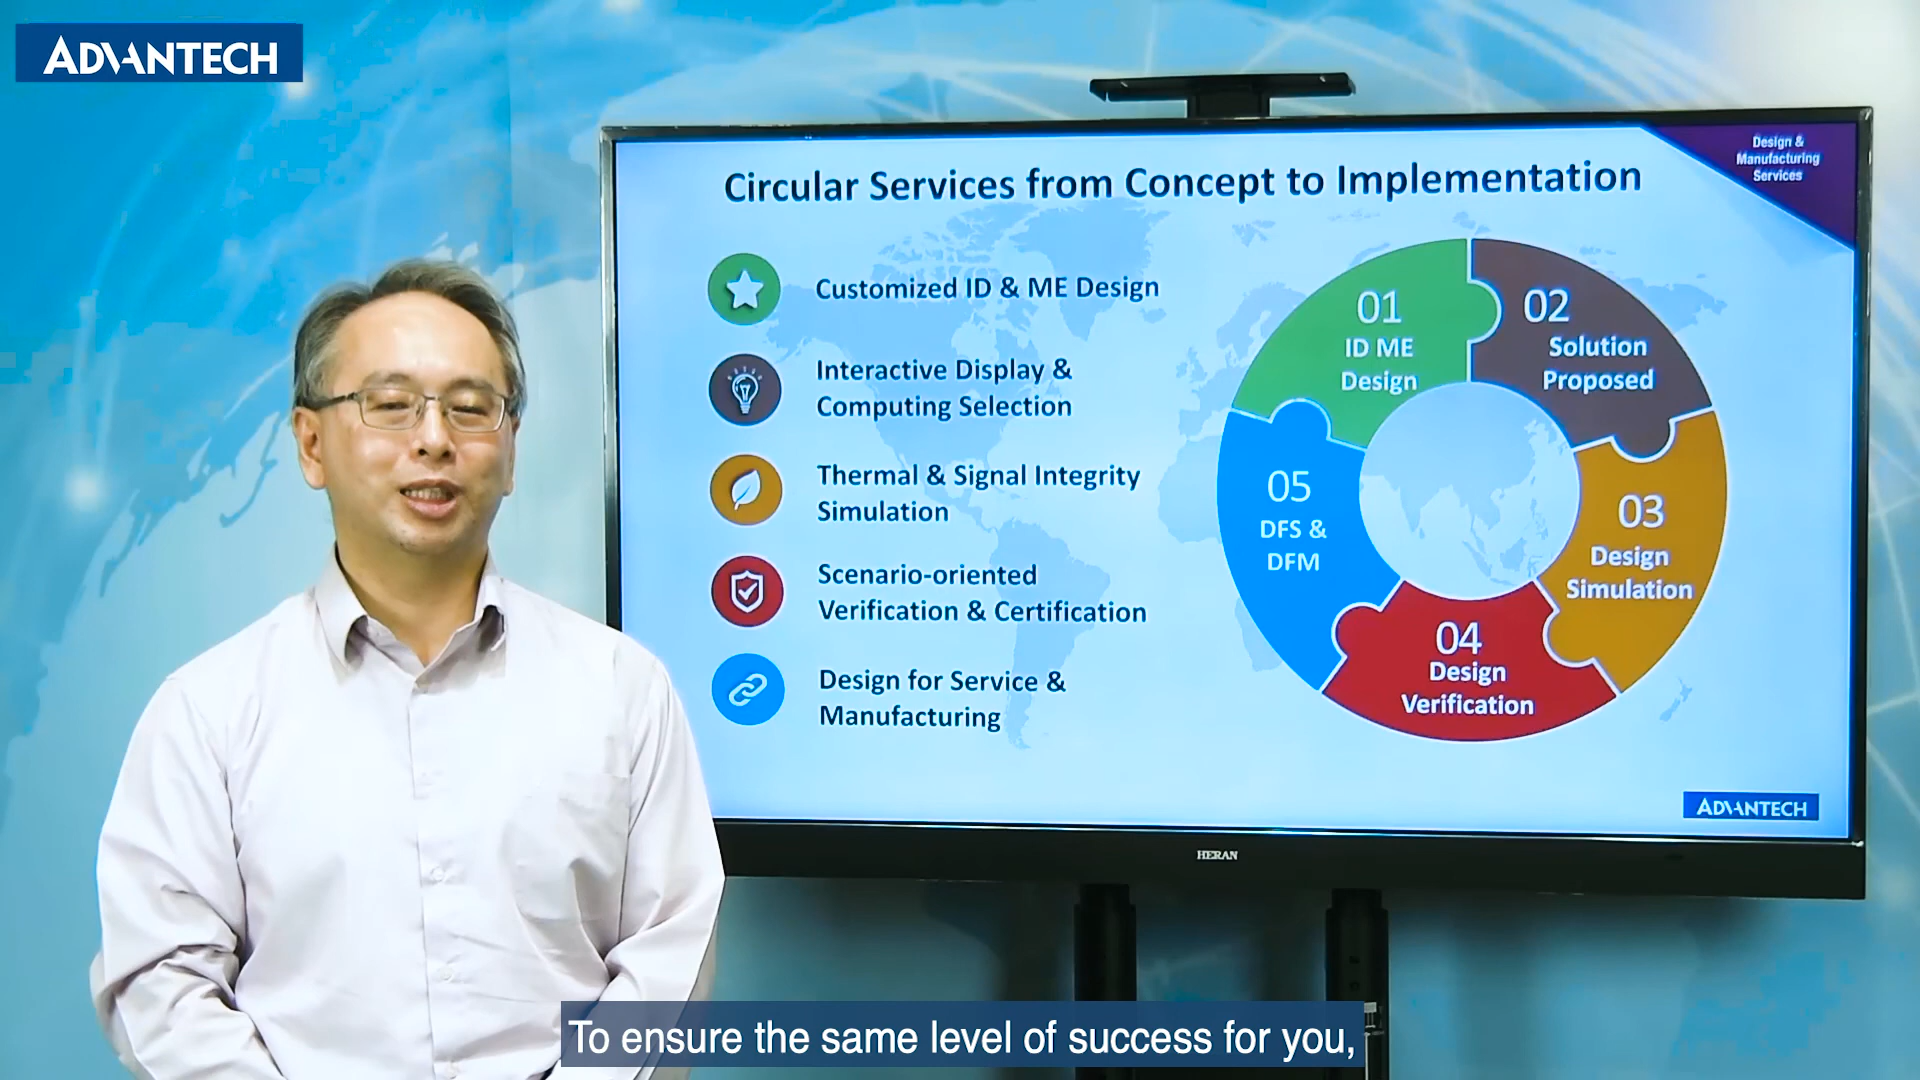 ADVANTECH
Design &
Manufacturing
Services
Circular Services from Concept to Implementation
Customized ID & ME Design
Interactive Display &
Computing Selection
Thermal & Signal Integrity
Simulation
Scenario-oriented
Verification & Certification
Design for Service &
Manufacturing
01
ID ME
Design
02
Solution
Proposed
03
Design
Simulation
04
Design
Verification
05
DFS &
DFM
ADVANTECH
HERAN
To ensure the same level of success for you,